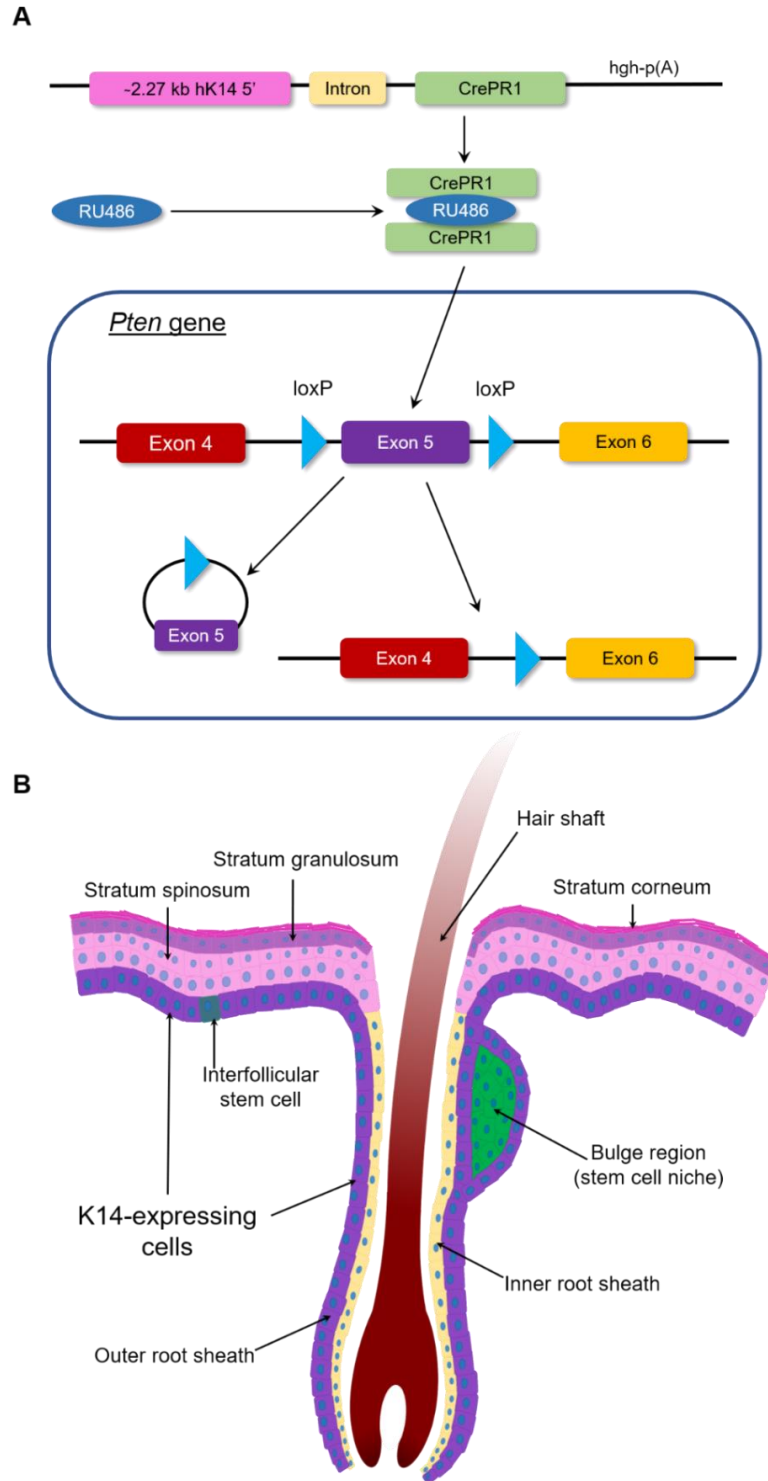 A
~2.27 kb hK14 5’
Intron
CrePR1
hgh-p(A)
CrePR1
RU486
RU486
CrePR1
Pten gene
loxP
loxP
Exon 4
Exon 5
Exon 6
Exon 5
Exon 4
Exon 6
B
Hair shaft
Stratum granulosum
Stratum spinosum
Stratum corneum
Interfollicular
stem cell
Bulge region
(stem cell niche)
K14-expressing
cells
Inner root sheath
Outer root sheath